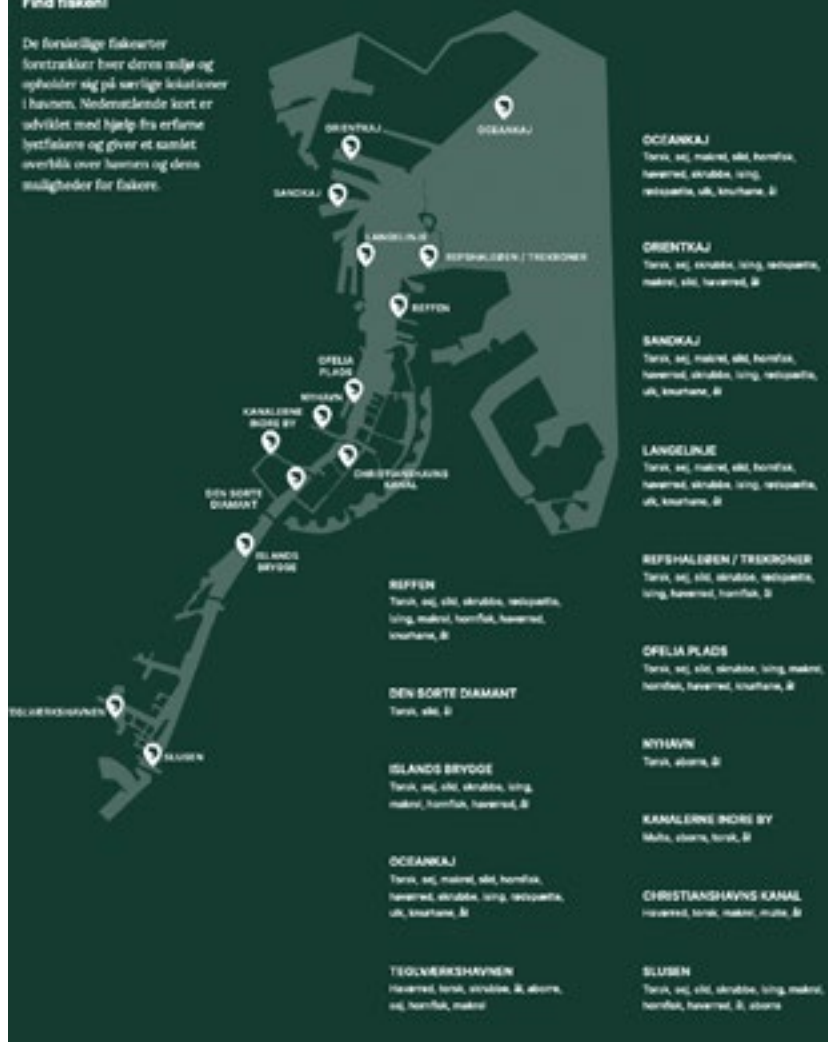 Find fisken!
De forskellige fiskearter
foretrækker hver deres miljø og
opholder sig på særlige lokationer
i havnen. Nedenstående kort er
udviklet med hjælp fra erfarne
lystfiskere og giver et samlet
overblik over havnen og dens
muligheder for fiskere.
ORIENTKAJ
OCEANKAJ
SANDKAJ
LANGELINJE
REFSHALEØEN / TREKRONER
REFFEN
OFELIA
PLADS
NYHAVN
KANALERNE
INDRE BY
CHRISTIANSHAVNS
KANAL
DEN SORTE
DIAMANT
ISLANDS
BRYGGE
TEGLVÆRKSHAVNEN
SLUSEN
REFFEN
Torsk, sej, sild, skrubbe, rødspætte,
ising, makrel, hornfisk, havørred,
knurhane, ål
DEN SORTE DIAMANT
Torsk, sild, ål
ISLANDS BRYGGE
Torsk, sej, sild, skrubbe, ising,
makrel, hornfisk, havørred, ål
OCEANKAJ
Torsk, sej, makrel, sild, hornfisk,
havørred, skrubbe, ising, rødspætte,
ulk, knurhane, ål
TEGLVÆRKSHAVNEN
Havørred, torsk, skrubbe, ål, aborre,
sej, hornfisk, makrel
OCEANKAJ
Torsk, sej, makrel, sild, hornfisk,
havørred, skrubbe, ising,
rødspætte, ulk, knurhane, ål
ORIENTKAJ
Torsk, sej, skrubbe, ising, rødspætte,
makrel, sild, havørred, ål
SANDKAJ
Torsk, sej, makrel, sild, hornfisk,
havørred, skrubbe, ising, rødspætte,
ulk, knurhane, ål
LANGELINJE
Torsk, sej, makrel, sild, hornfisk,
havørred, skrubbe, ising, rødspætte,
ulk, knurhane, ål
REFSHALEØEN / TREKRONER
Torsk, sej, sild, skrubbe, rødspætte,
ising, havørred, hornfisk, ål
OFELIA PLADS
Torsk, sej, sild, skrubbe, ising, makrel,
hornfisk, havørred, knurhane, ål
NYHAVN
Torsk, aborre, ål
KANALERNE INDRE BY
Multe, aborre, torsk, ål
CHRISTIANSHAVNS KANAL
Havørred, torsk, makrel, multe, ål
SLUSEN
Torsk, sej, sild, skrubbe, ising, makrel,
hornfisk, havørred, ål, aborre